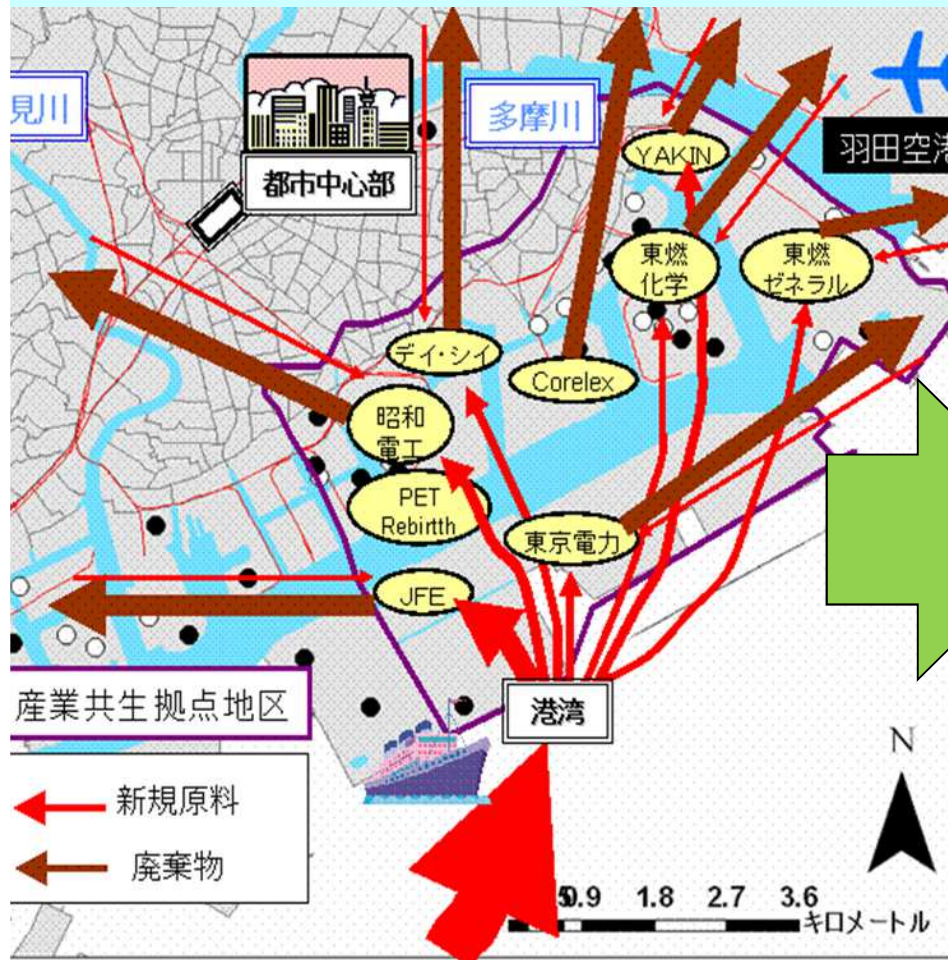 見川
都市中心部
多摩川
YAKIN
羽田空港
東燃
化学
東燃
ゼネラル
デイ・シイ
Corelex
昭和
電工
PET
Rebirtth
東京電力
JFE
港湾
産業共生拠点地区
新規原料
廃棄物
N
0.9 1.8 2.7 3.6
キロメートル